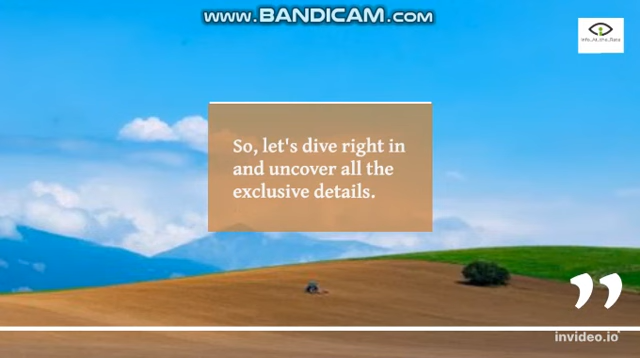 www.BANDICAM.com
So, let's dive right in
and uncover all the
exclusive details.
”
invideo.io